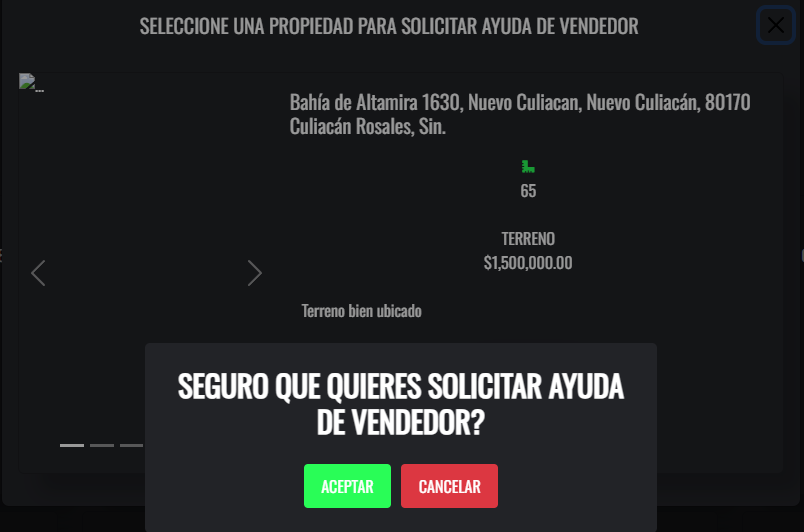 SELECCIONE UNA PROPIEDAD PARA SOLICITAR AYUDA DE VENDEDOR
...
Bahía de Altamira 1630, Nuevo Culiacan, Nuevo Culiacán, 80170
Culiacán Rosales, Sin.
65
TERRENO
$1,500,000.00
Terreno bien ubicado
SEGURO QUE QUIERES SOLICITAR AYUDA
DE VENDEDOR?
ACEPTAR CANCELAR